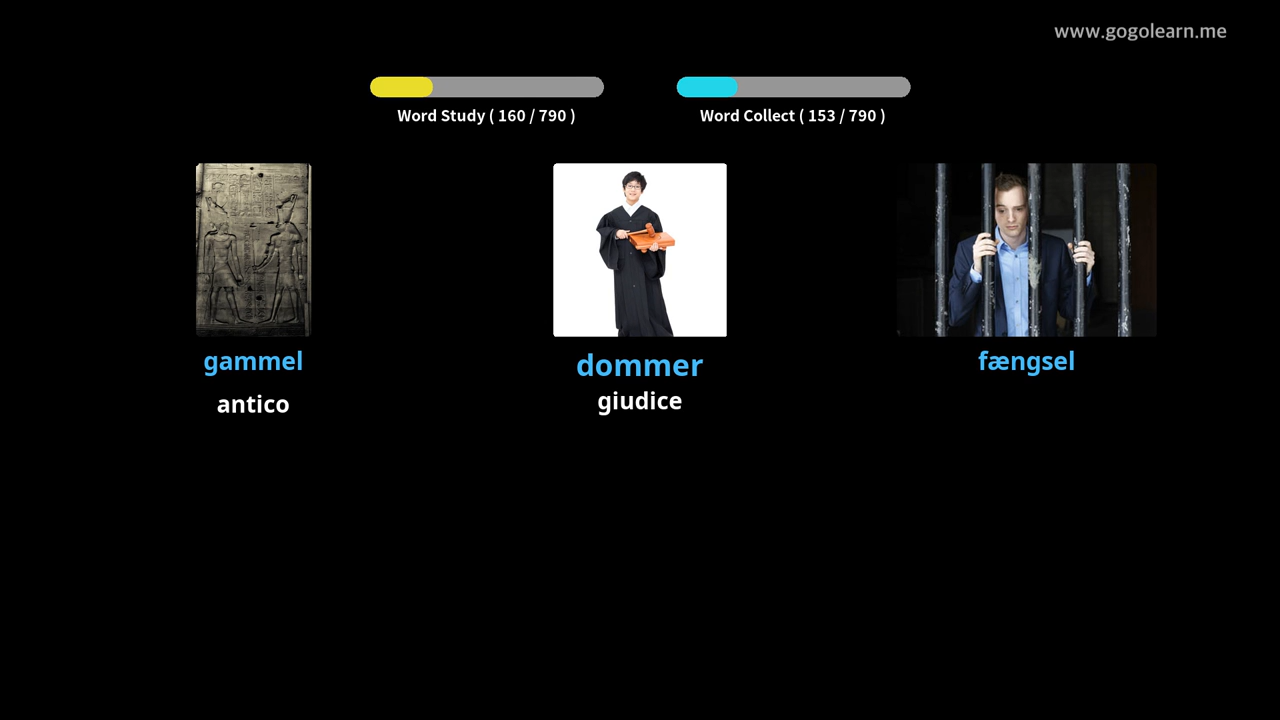 www.gogolearn.me
Word Study ( 160 / 790 )
Word Collect ( 153 / 790 )
gammel
antico
dommer
giudice
fængsel